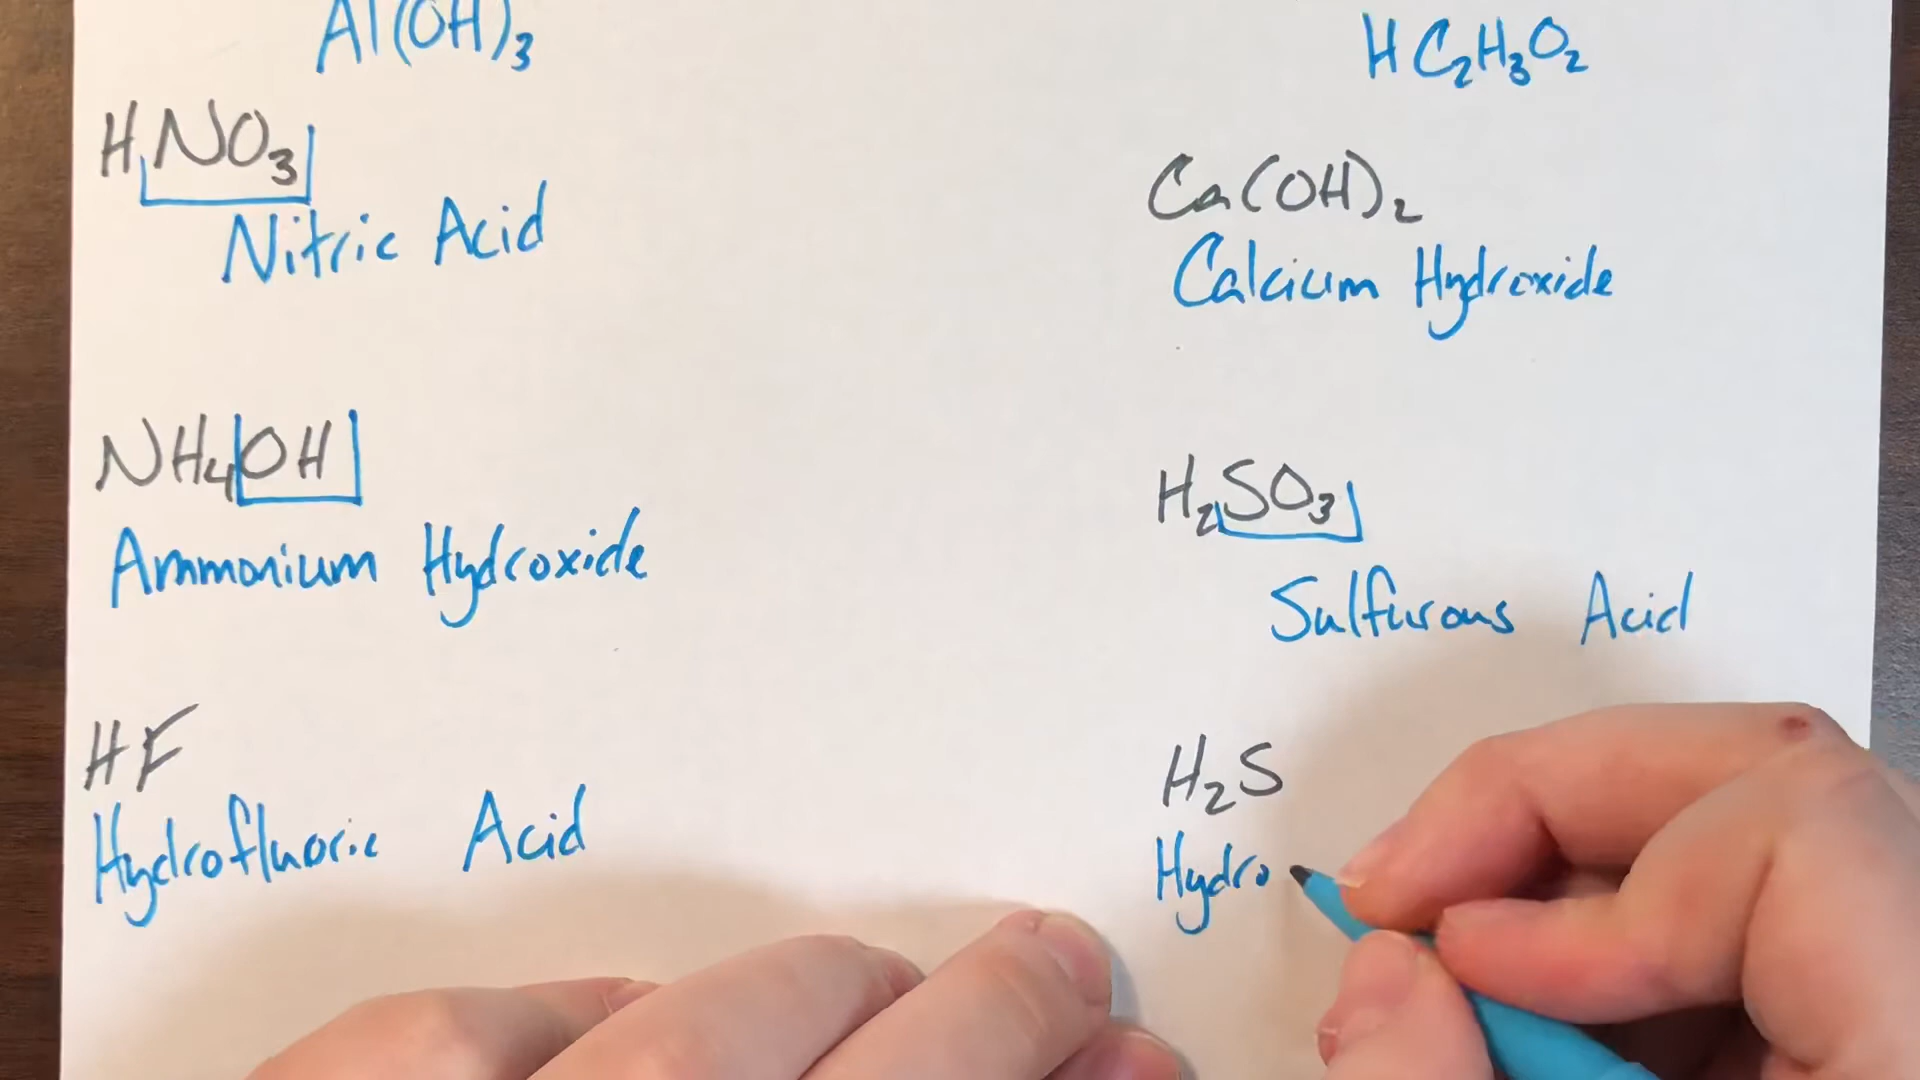 Al(OH)₃
HNO₃
Nitric Acid
NH₄OH
Ammonium Hydroxide
HF
Hydrofluoric Acid
HC₂H₃O₂
Ca(OH)₂
Calcium Hydroxide
H₂SO₃
Sulfurous Acid
H₂S
Hydro